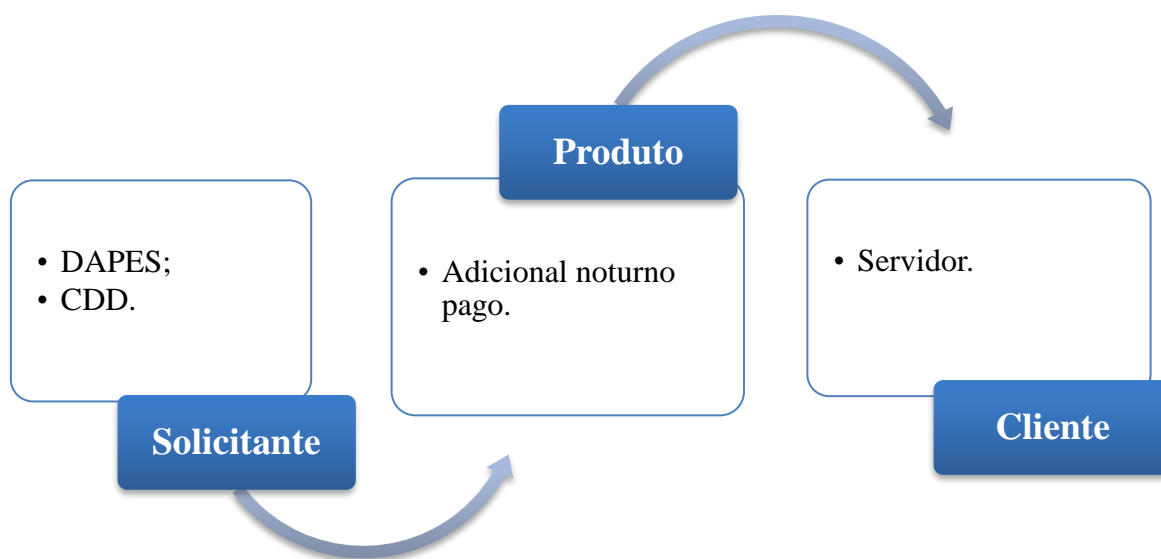 • DAPES;
• CDD.
Solicitante
Produto
• Adicional noturno
pago.
• Servidor.
Cliente